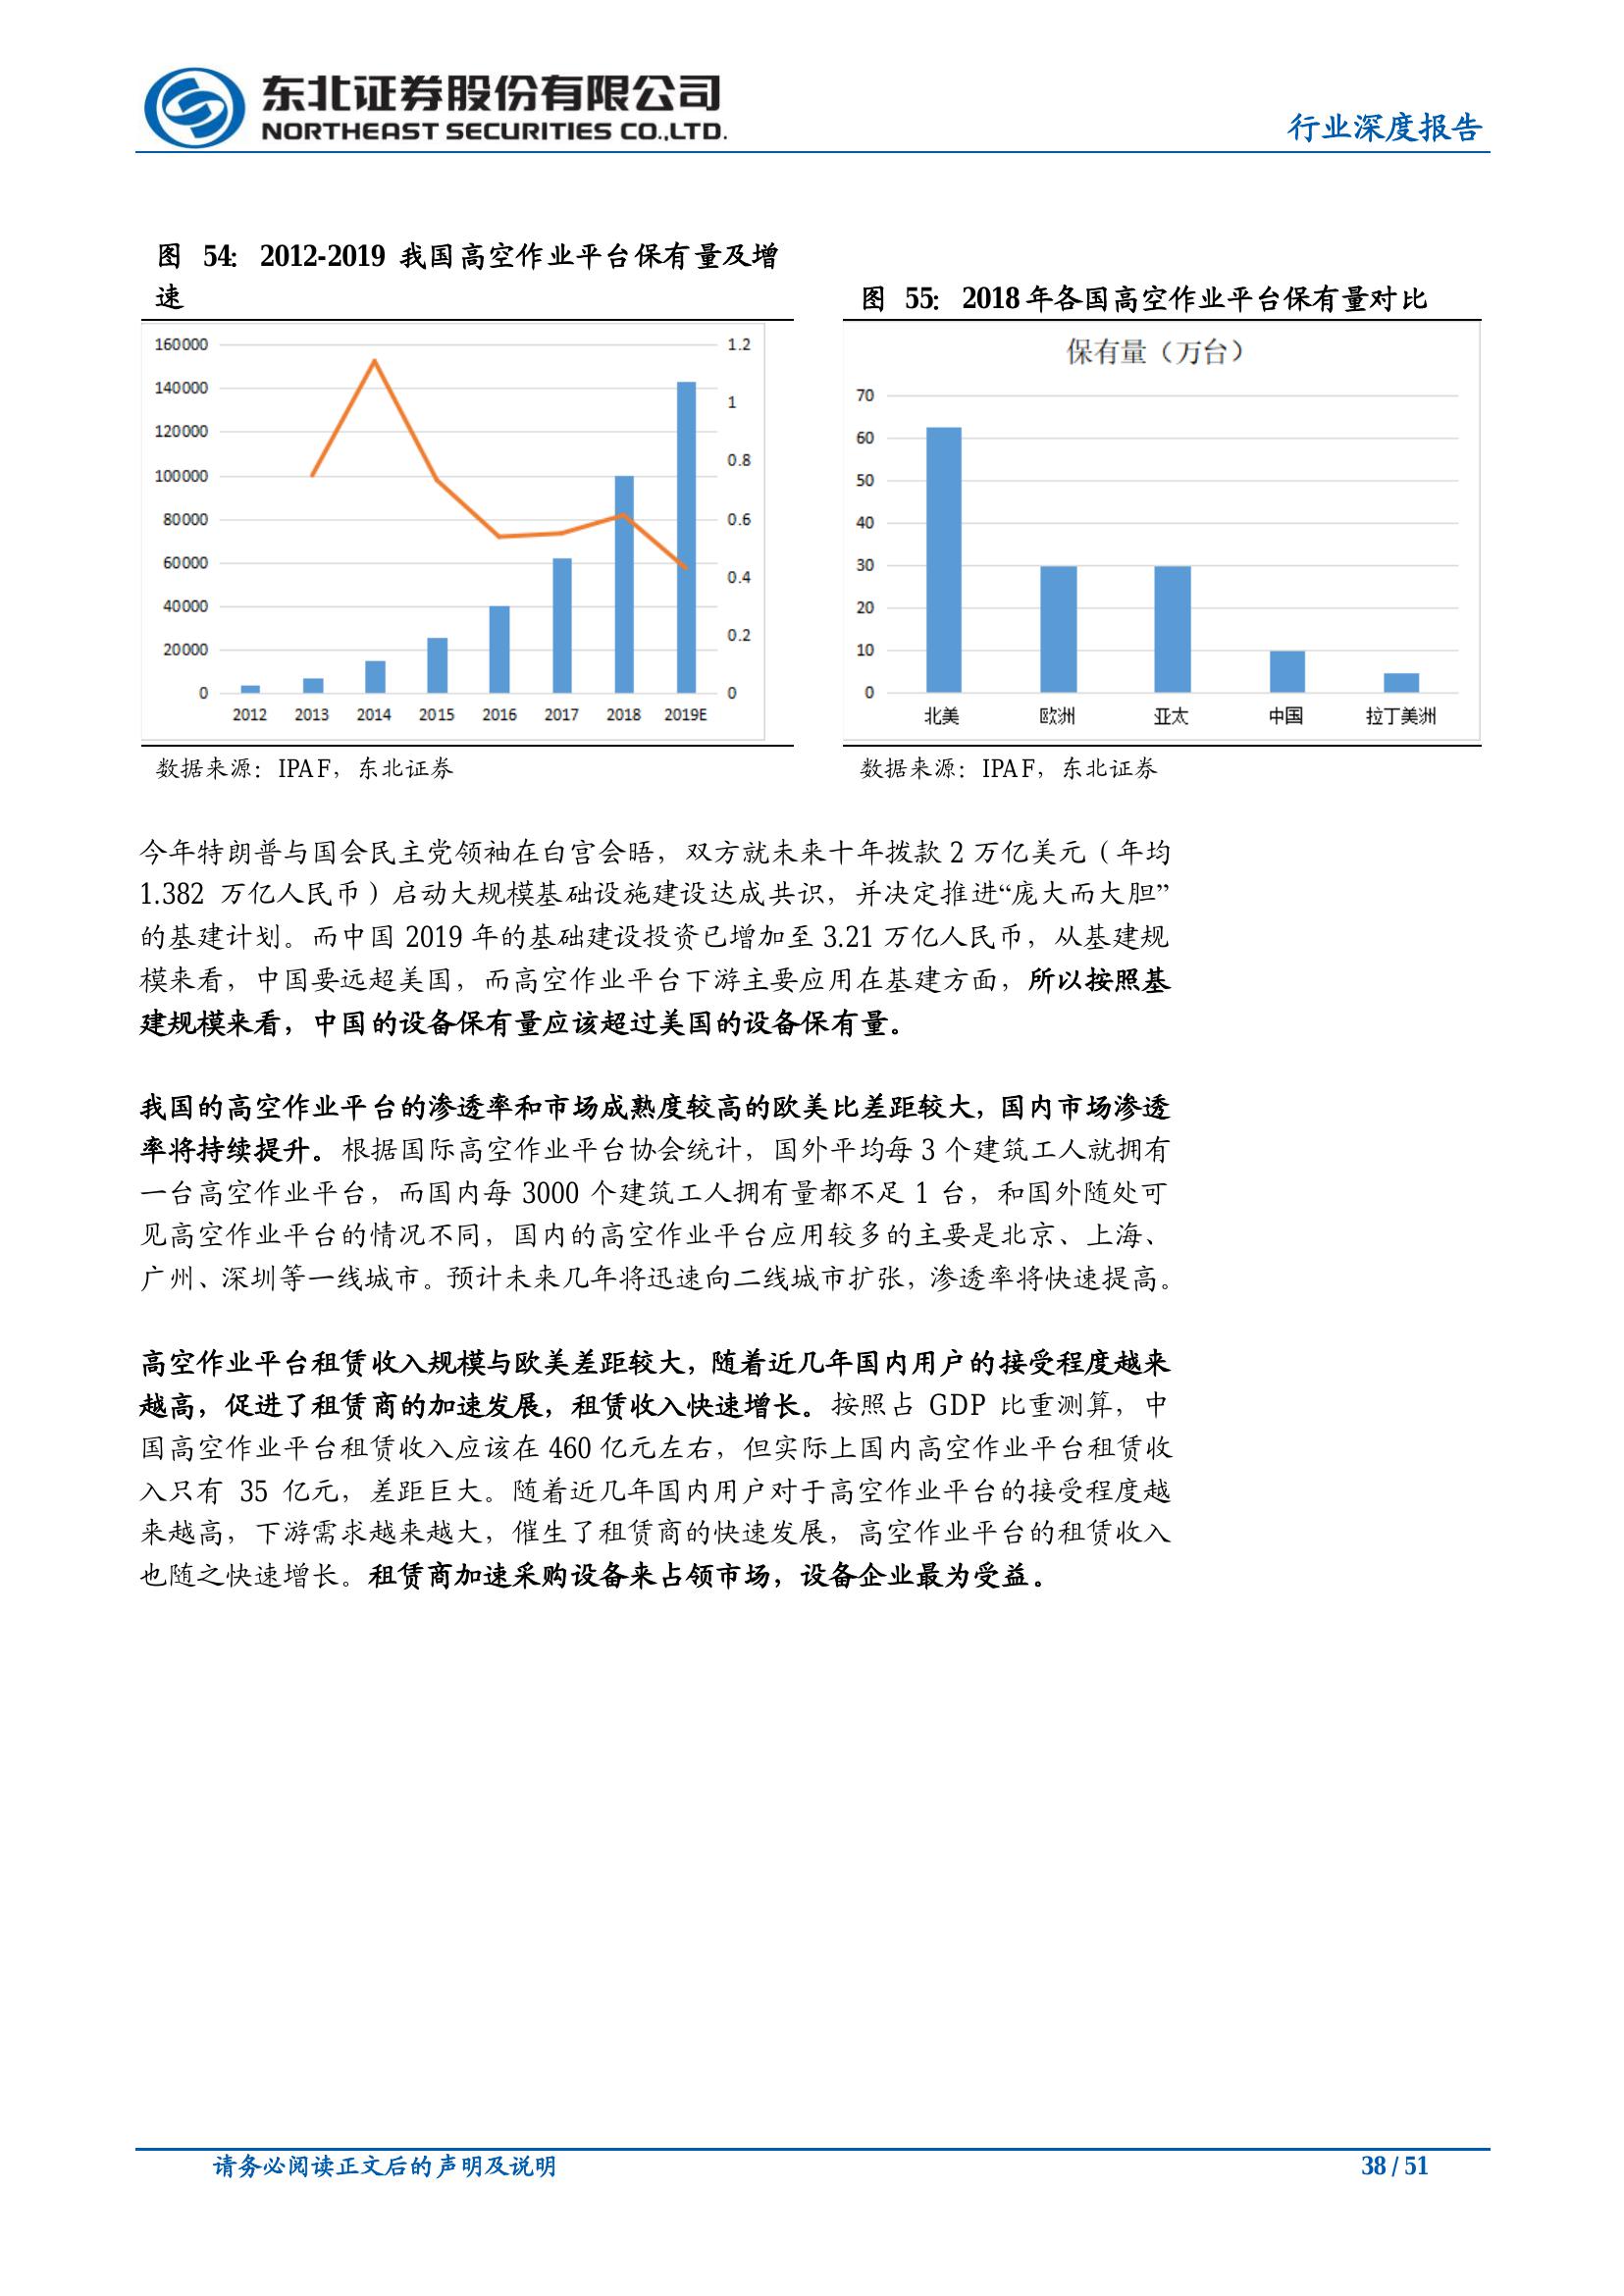 东北证券股份有限公司
NORTHEAST SECURITIES CO.,LTD.
行业深度报告
图 54：2012-2019 我国高空作业平台保有量及增
速
160000
140000
120000
100000
80000
60000
40000
20000
0
1.2
1
0.8
0.6
0.4
0.2
0
2012 2013 2014 2015 2016 2017 2018 2019E
数据来源：IPAF，东北证券
图 55：2018 年各国高空作业平台保有量对比
保有量（万台）
70
60
50
40
30
20
10
0
北美 欧洲 亚太 中国 拉丁美洲
数据来源：IPAF，东北证券
今年特朗普与国会民主党领袖在白宫会晤，双方就未来十年拨款 2 万亿美元（年均
1.382 万亿人民币）启动大规模基础设施建设达成共识，并决定推进“庞大而大胆”
的基建计划。而中国 2019 年的基础建设投资已增加至 3.21 万亿人民币，从基建规
模来看，中国要远超美国，而高空作业平台下游主要应用在基建方面，所以按照基
建规模来看，中国的设备保有量应该超过美国的设备保有量。
我国的高空作业平台的渗透率和市场成熟度较高的欧美比差距较大，国内市场渗透
率将持续提升。根据国际高空作业平台协会统计，国外平均每 3 个建筑工人就拥有
一台高空作业平台，而国内每 3000 个建筑工人拥有量都不足 1 台，和国外随处可
见高空作业平台的情况不同，国内的高空作业平台应用较多的主要是北京、上海、
广州、深圳等一线城市。预计未来几年将迅速向二线城市扩张，渗透率将快速提高。
高空作业平台租赁收入规模与欧美差距较大，随着近几年国内用户的接受程度越来
越高，促进了租赁商的加速发展，租赁收入快速增长。按照占 GDP 比重测算，中
国高空作业平台租赁收入应该在 460 亿元左右，但实际上国内高空作业平台租赁收
入只有 35 亿元，差距巨大。随着近几年国内用户对于高空作业平台的接受程度越
来越高，下游需求越来越大，催生了租赁商的快速发展，高空作业平台的租赁收入
也随之快速增长。租赁商加速采购设备来占领市场，设备企业最为受益。
请务必阅读正文后的声明及说明
38 / 51